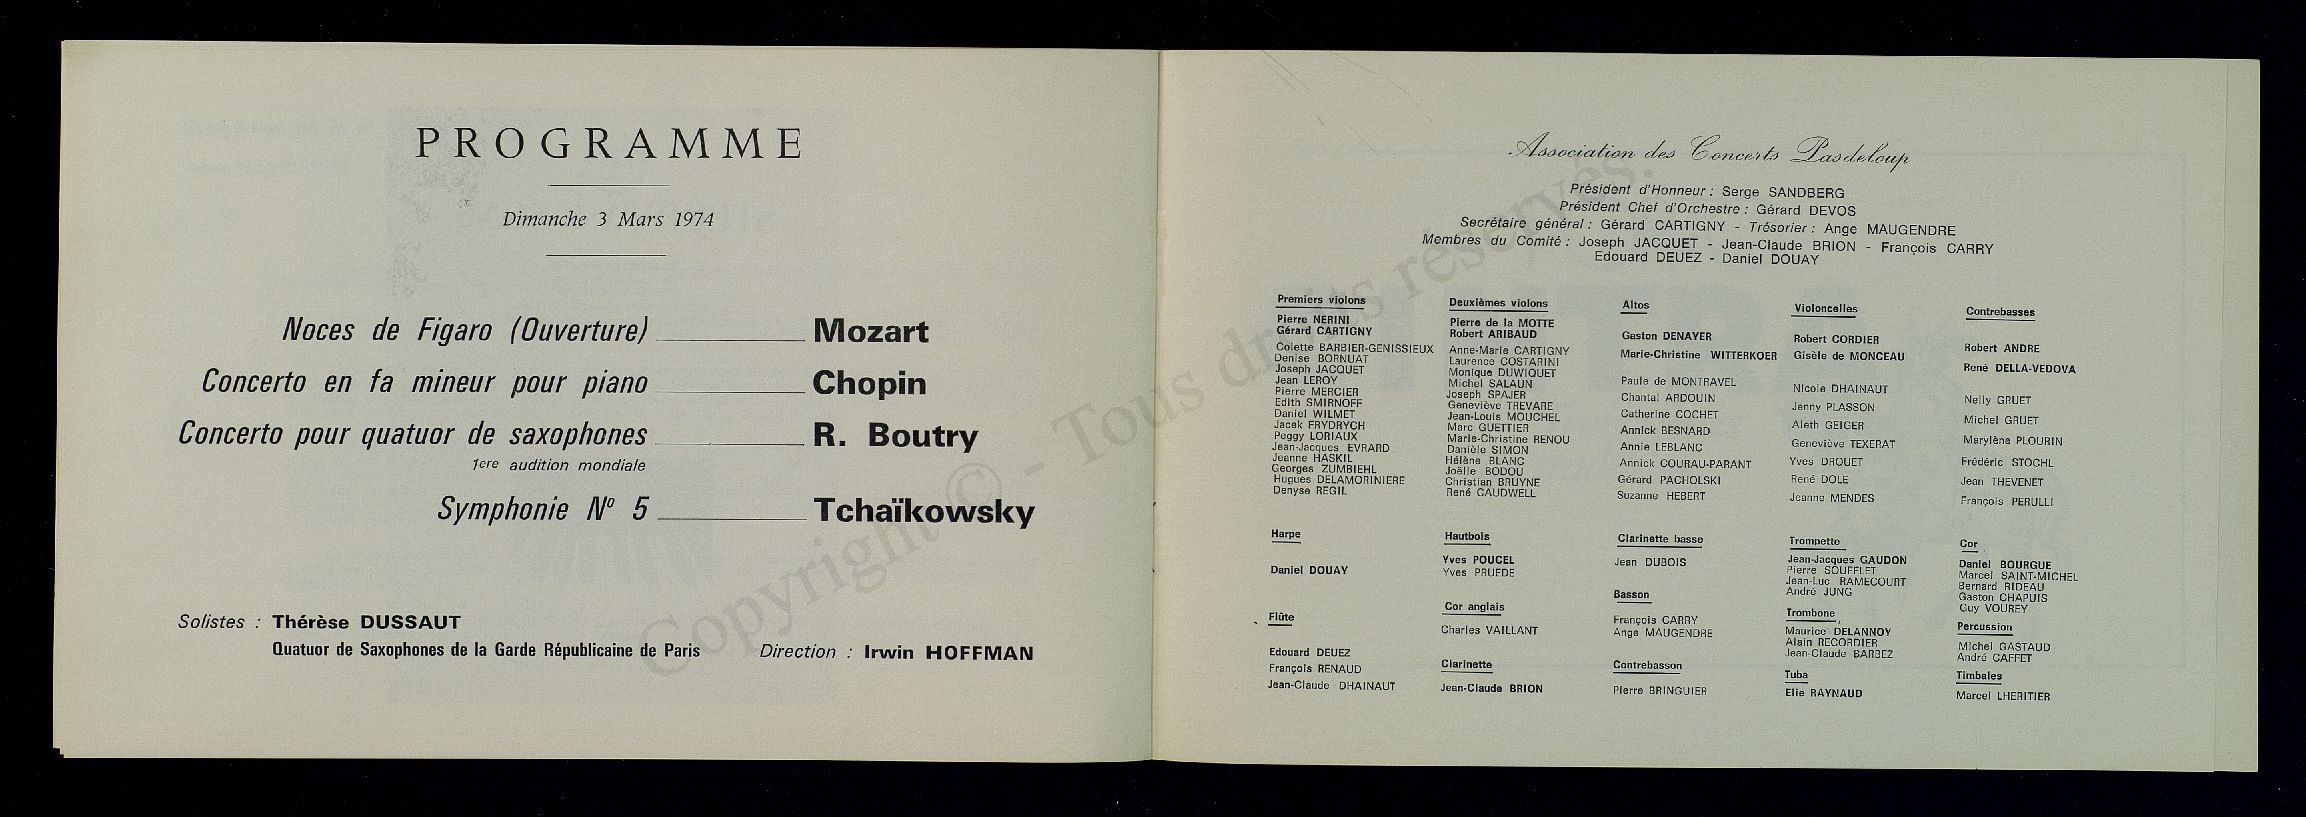 PROGRAMME
Dimanche 3 Mars 1974
Noces de Figaro (Ouverture) Mozart
Concerto en fa mineur pour piano Chopin
Concerto pour quatuor de saxophones R. Boutry
1ere audition mondiale
Symphonie Nº 5 Tchaïkowsky
Solistes : Thérèse DUSSAUT
Quatuor de Saxophones de la Garde Républicaine de Paris Direction : Irwin HOFFMAN
Association des Concerts Pasdeloup
Président d'Honneur : Serge SANDBERG
Président Chef d'Orchestre : Gérard DEVOS
Secrétaire général : Gérard CARTIGNY - Trésorier : Ange MAUGENDRE
Membres du Comité : Joseph JACQUET - Jean-Claude BRION - François CARRY
Edouard DEUEZ - Daniel DOUAY
Premiers violons
Pierre NERINI
Gérard CARTIGNY
Colette BARBIER-GENISSIEUX
Denise BORNUAT
Joseph JACQUET
Jean LEROY
Pierre MERCIER
Edith SMIRNOFF
Daniel WILMET
Jacek FRYDRYCH
Peggy LORIAUX
Jean-Jacques EVRARD
Jeanne HASKIL
Georges ZUMBIEHL
Hugues DELAMORINIERE
Denyse REGIL
Deuxièmes violons
Pierre de la MOTTE
Robert ARIBAUD
Anne-Marie CARTIGNY
Laurence COSTARINI
Monique DUWIQUET
Michel SALAUN
Joseph SPAJER
Geneviève TREVARE
Jean-Louis MOUCHEL
Marc GUETTIER
Marie-Christine RENOU
Danièle SIMON
Hélène BLANC
Joëlle BODOU
Christian BRUYNE
René CAUDWELL
Altos
Gaston DENAYER
Marie-Christine WITTERKOER
Paule de MONTRAVEL
Chantal ARDOUIN
Catherine COCHET
Annick BESNARD
Annie LEBLANC
Annick COURAU-PARANT
Gérard PACHOLSKI
Suzanne HEBERT
Violoncelles
Robert CORDIER
Gisèle de MONCEAU
Nicole DHAINAUT
Jenny PLASSON
Aleth GEIGER
Geneviève TEXERAT
Yves DROUET
René DOLE
Jeanne MENDES
Contrebasses
Robert ANDRE
René DELLA-VEDOVA
Nelly GRUET
Michel GRUET
Marylène PLOURIN
Frédéric STOCHL
Jean THEVENET
François PERULLI
Harpe
Daniel DOUAY
Flûte
Edouard DEUEZ
François RENAUD
Jean-Claude DHAINAUT
Hautbois
Yves POUCEL
Yves PRUEDE
Cor anglais
Charles VAILLANT
Clarinette
Jean-Claude BRION
Clarinette basse
Jean DUBOIS
Basson
François CARRY
Ange MAUGENDRE
Contrebasson
Pierre BRINGUIER
Trompette
Jean-Jacques GAUDON
Pierre SOUFFLET
Jean-Luc RAMECOURT
André JUNG
Trombone
Maurice DELANNOY
Alain RECORDIER
Jean-Claude BARBEZ
Tuba
Elie RAYNAUD
Cor
Daniel BOURGUE
Marcel SAINT-MICHEL
Bernard RIDEAU
Gaston CHAPUIS
Guy VOUREY
Percussion
Michel GASTAUD
André CAFFET
Timbales
Marcel LHERITIER
Copyright © - Tous droits réservés.